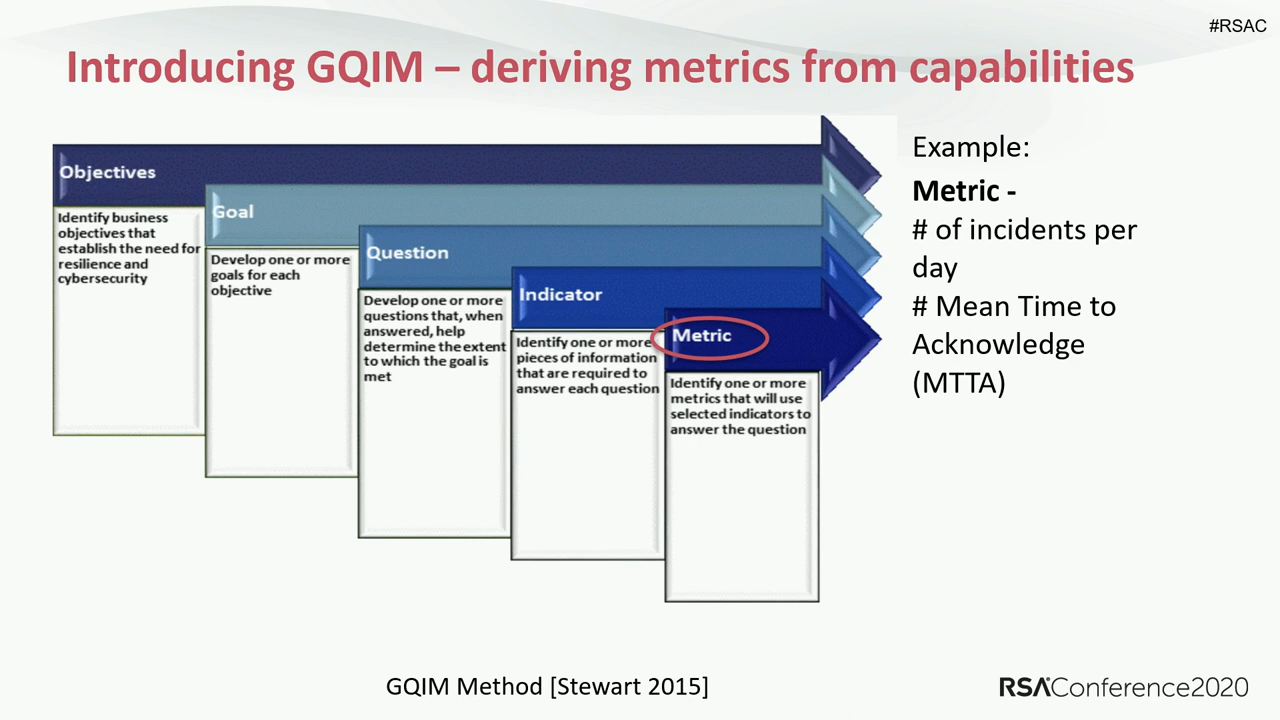 #RSAC
Introducing GQIM – deriving metrics from capabilities
Objectives
Identify business
objectives that
establish the need for
resilience and
cybersecurity
Goal
Develop one or more
goals for each
objective
Question
Develop one or more
questions that, when
answered, help
determine the extent
to which the goal is
met
Indicator
Identify one or more
pieces of information
that are required to
answer each question
Metric
Identify one or more
metrics that will use
selected indicators to
answer the question
Example:
Metric -
# of incidents per
day
# Mean Time to
Acknowledge
(MTTA)
GQIM Method [Stewart 2015]
RSAConference2020